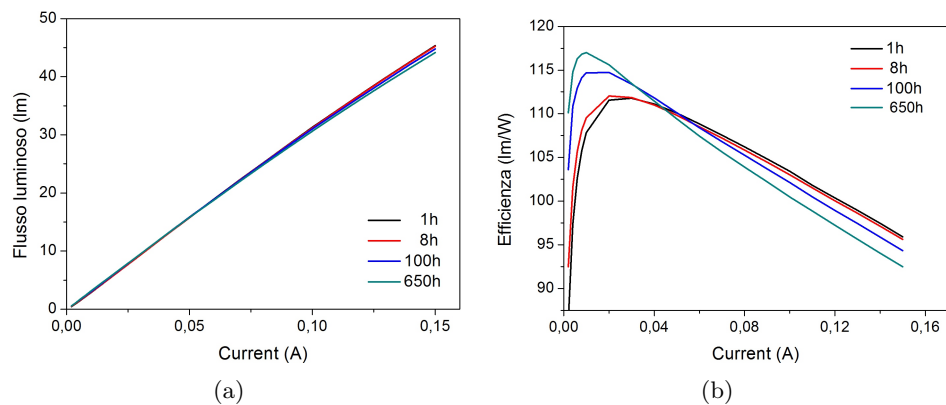 50
40
30
20
10
0
0,00
0,05
0,10
0,15
Flusso luminoso (lm)
Current (A)
1h
8h
100h
650h
(a)
120
115
110
105
100
95
90
0,00
0,04
0,08
0,12
0,16
Efficienza (lm/W)
Current (A)
1h
8h
100h
650h
(b)